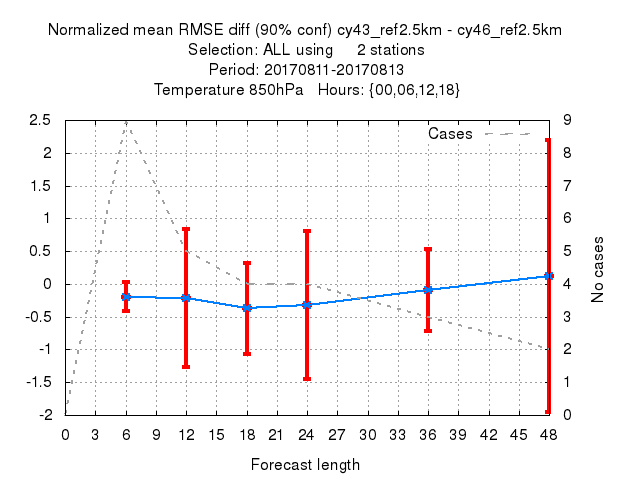 Normalized mean RMSE diff (90% conf) cy43_ref2.5km - cy46_ref2.5km
Selection: ALL using     2 stations
Period: 20170811-20170813
Temperature 850hPa   Hours: {00,06,12,18}
Cases
2.5
2
1.5
1
0.5
0
-0.5
-1
-1.5
-2
9
8
7
6
5
4
3
2
1
0
No cases
0 3 6 9 12 15 18 21 24 27 30 33 36 39 42 45 48
Forecast length